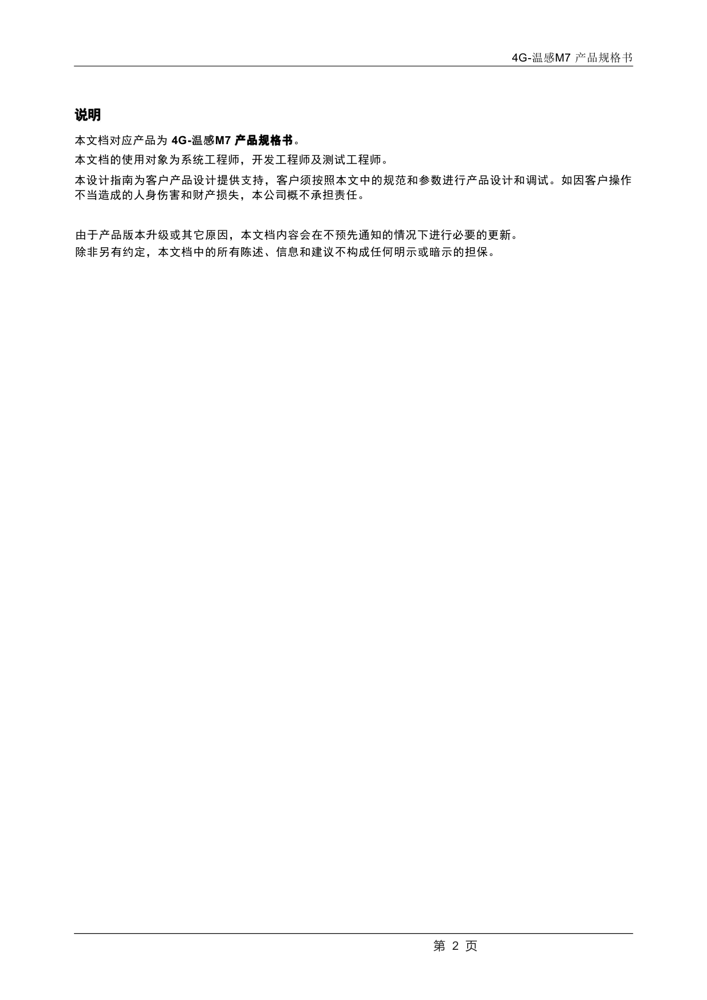 4G-温感M7 产品规格书
说明
本文档对应产品为 4G-温感M7 产品规格书。
本文档的使用对象为系统工程师，开发工程师及测试工程师。
本设计指南为客户产品设计提供支持，客户须按照本文中的规范和参数进行产品设计和调试。如因客户操作
不当造成的人身伤害和财产损失，本公司概不承担责任。
由于产品版本升级或其它原因，本文档内容会在不预先通知的情况下进行必要的更新。
除非另有约定，本文档中的所有陈述、信息和建议不构成任何明示或暗示的担保。
第 2 页